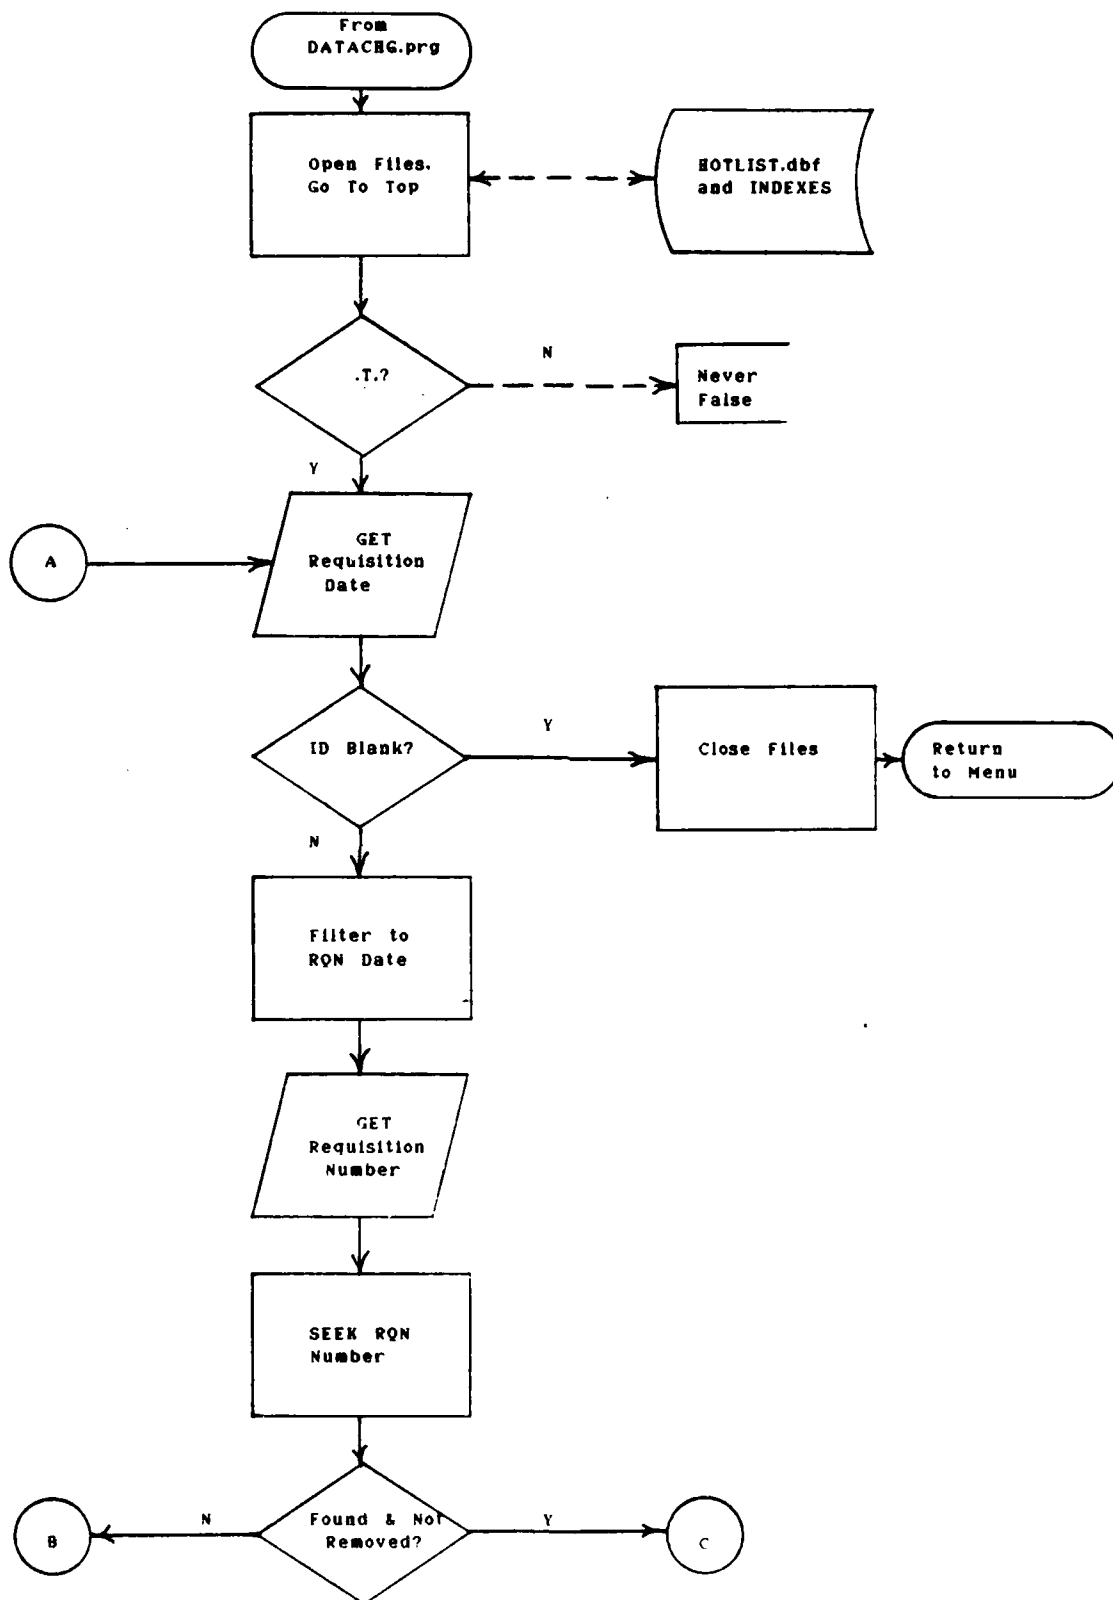 From
DATACHG.prg
Open Files.
Go To Top
HOTLIST.dbf
and INDEXES
.T.?
N
Never
False
Y
A
GET
Requisition
Date
ID Blank?
Y
Close Files
Return
to Menu
N
Filter to
RQN Date
GET
Requisition
Number
SEEK RQN
Number
B
N
Found & Not
Removed?
Y
C